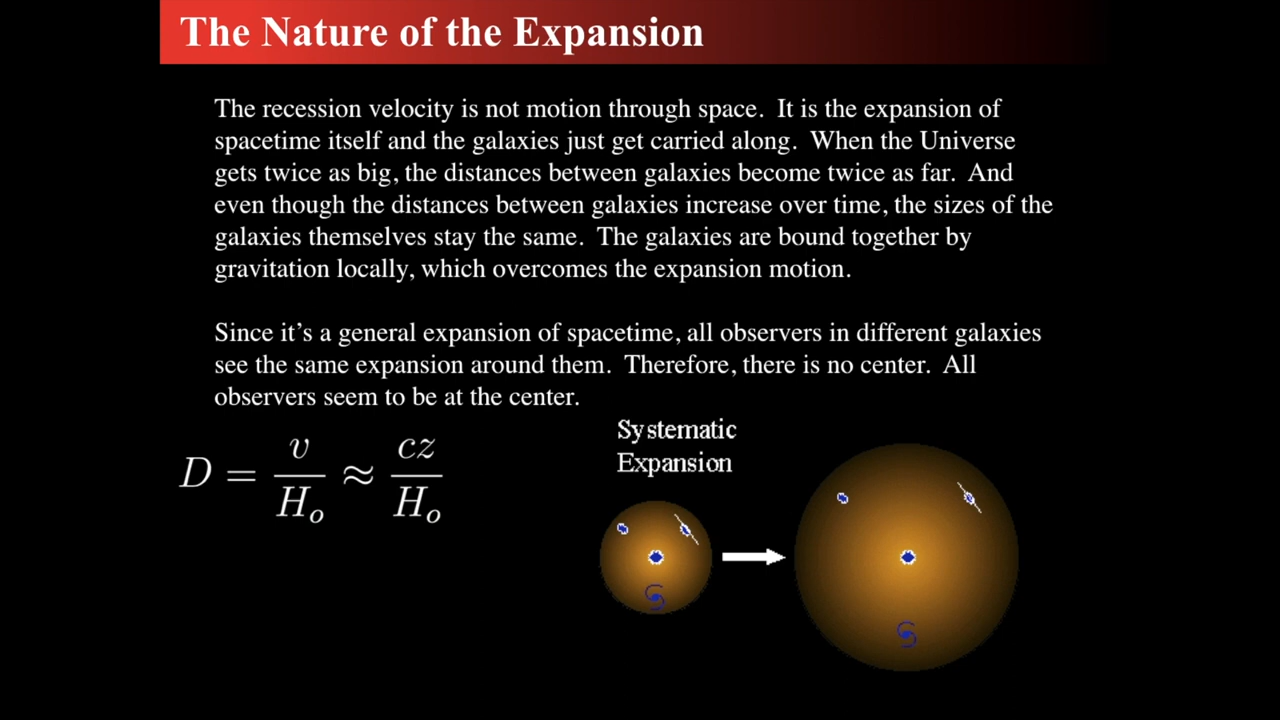 The Nature of the Expansion
The recession velocity is not motion through space. It is the expansion of
spacetime itself and the galaxies just get carried along. When the Universe
gets twice as big, the distances between galaxies become twice as far. And
even though the distances between galaxies increase over time, the sizes of the
galaxies themselves stay the same. The galaxies are bound together by
gravitation locally, which overcomes the expansion motion.
Since it's a general expansion of spacetime, all observers in different galaxies
see the same expansion around them. Therefore, there is no center. All
observers seem to be at the center.
D = v/H_o ≈ cz/H_o
Systematic
Expansion